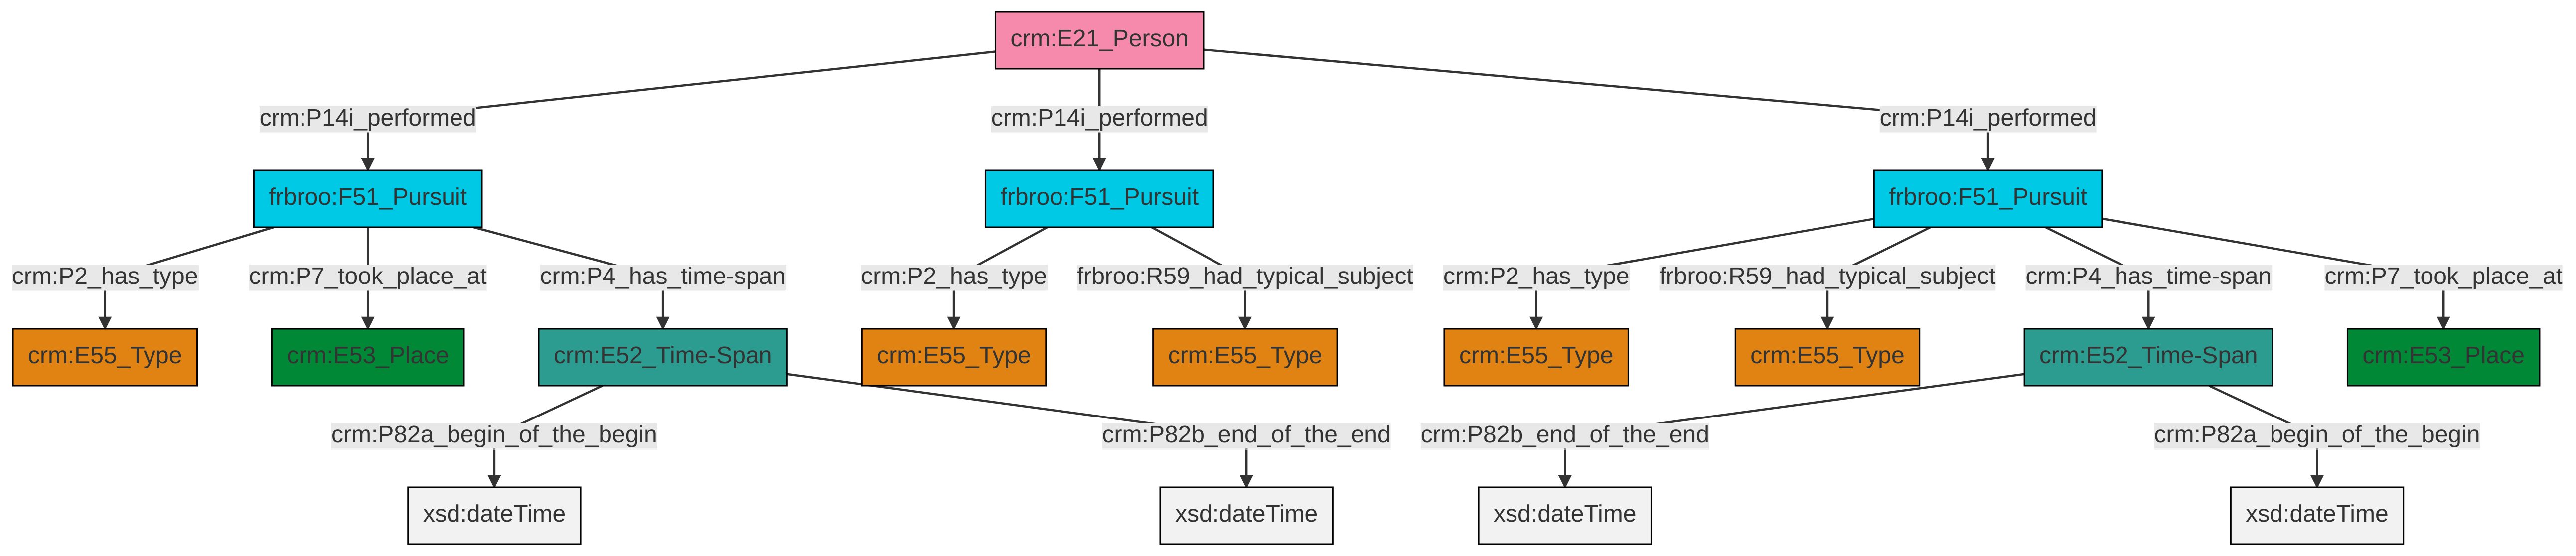 crm:E21_Person
crm:P14i_performed
crm:P14i_performed
crm:P14i_performed
frbroo:F51_Pursuit
frbroo:F51_Pursuit
frbroo:F51_Pursuit
crm:P2_has_type
crm:P7_took_place_at
crm:P4_has_time-span
crm:P2_has_type
frbroo:R59_had_typical_subject
crm:P2_has_type
frbroo:R59_had_typical_subject
crm:P4_has_time-span
crm:P7_took_place_at
crm:E55_Type
crm:E53_Place
crm:E52_Time-Span
crm:E55_Type
crm:E55_Type
crm:E55_Type
crm:E55_Type
crm:E52_Time-Span
crm:E53_Place
crm:P82a_begin_of_the_begin
crm:P82b_end_of_the_end
crm:P82b_end_of_the_end
crm:P82a_begin_of_the_begin
xsd:dateTime
xsd:dateTime
xsd:dateTime
xsd:dateTime